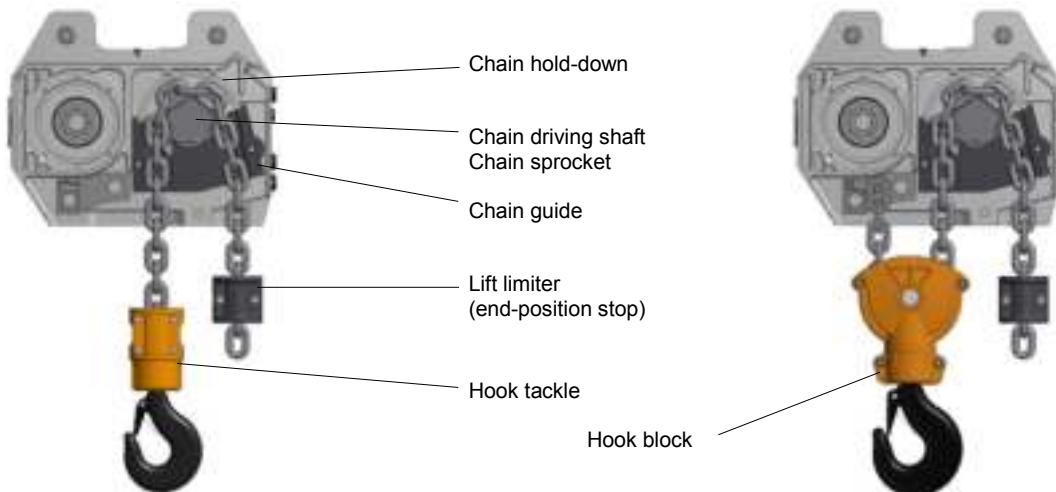 Chain hold-down
Chain driving shaft
Chain sprocket
Chain guide
Lift limiter
(end-position stop)
Hook tackle
Hook block